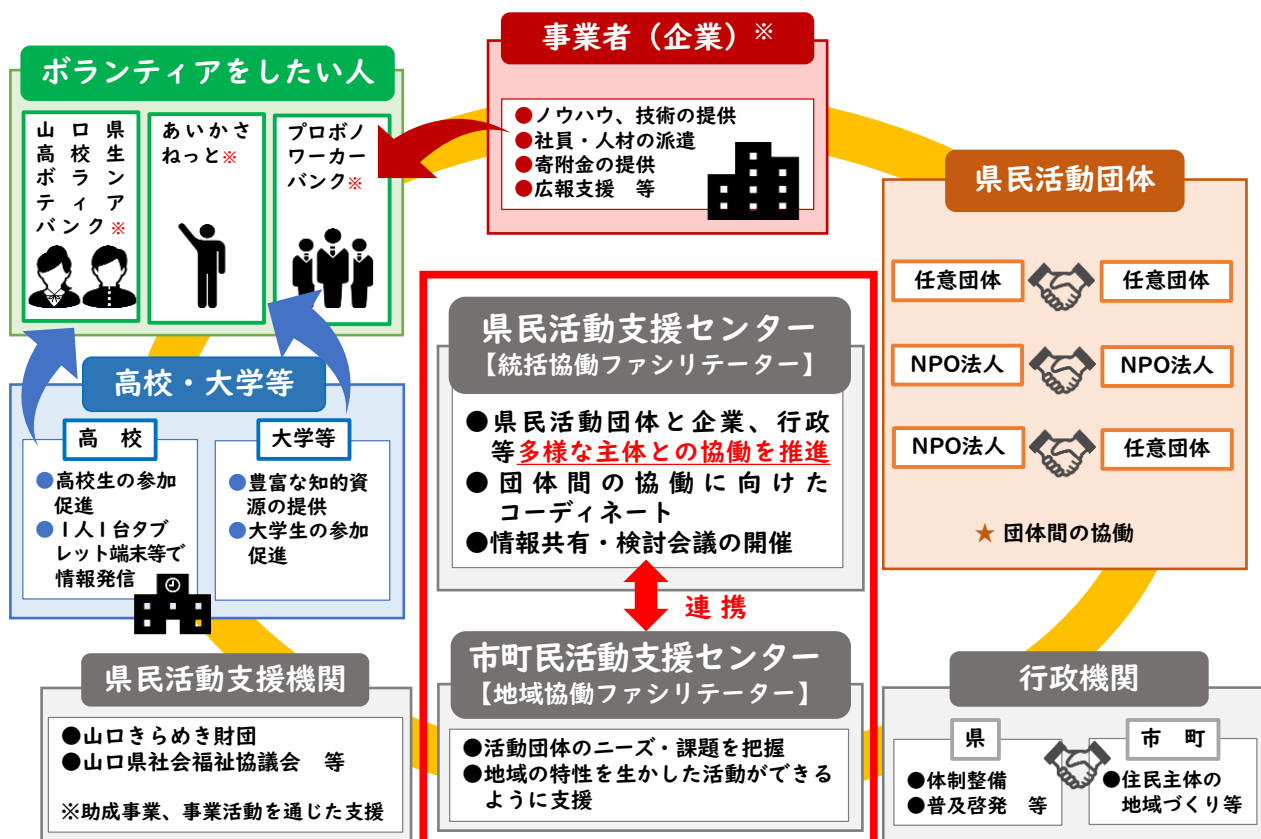 事業者（企業）※
●ノウハウ、技術の提供
●社員・人材の派遣
●寄附金の提供
●広報支援　等
ボランティアをしたい人
山口県
高校生
ボラン
ティア
バンク※
あいかさ
ねっと※
プロボノ
ワーカー
バンク※
県民活動団体
任意団体
任意団体
NPO法人
NPO法人
NPO法人
任意団体
★ 団体間の協働
高校・大学等
高　校
●高校生の参加
促進
●1人1台タブ
レット端末等で
情報発信
大学等
●豊富な知的資
源の提供
●大学生の参加
促進
県民活動支援センター
【統括協働ファシリテーター】
●県民活動団体と企業、行政
等多様な主体との協働を推進
●団体間の協働に向けた
コーディネート
●情報共有・検討会議の開催
連携
市町民活動支援センター
【地域協働ファシリテーター】
●活動団体のニーズ・課題を把握
●地域の特性を生かした活動ができる
ように支援
県民活動支援機関
●山口きらめき財団
●山口県社会福祉協議会　等
※助成事業、事業活動を通じた支援
行政機関
県
●体制整備
●普及啓発　等
市　町
●住民主体の
地域づくり等